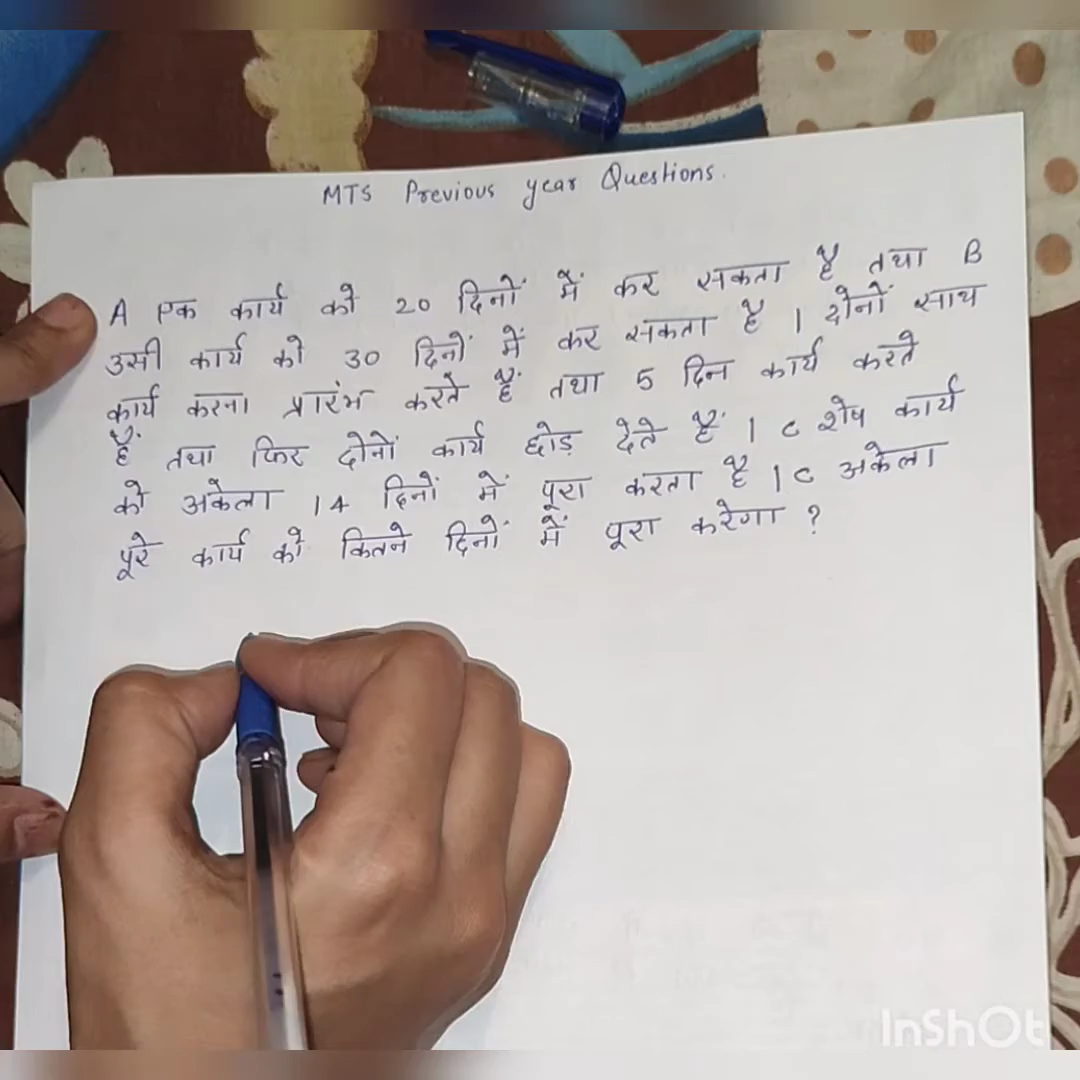 MTS Previous year Questions.
A एक कार्य को 20 दिनों में कर सकता है तथा B
उसी कार्य को 30 दिनों में कर सकता है । दोनों साथ
कार्य करना प्रारंभ करते हैं तथा 5 दिन कार्य करते
हैं तथा फिर दोनों कार्य छोड़ देते हैं । C शेष कार्य
को अकेला 14 दिनों में पूरा करता है । C अकेला
पूरे कार्य को कितने दिनों में पूरा करेगा ?
InShOt